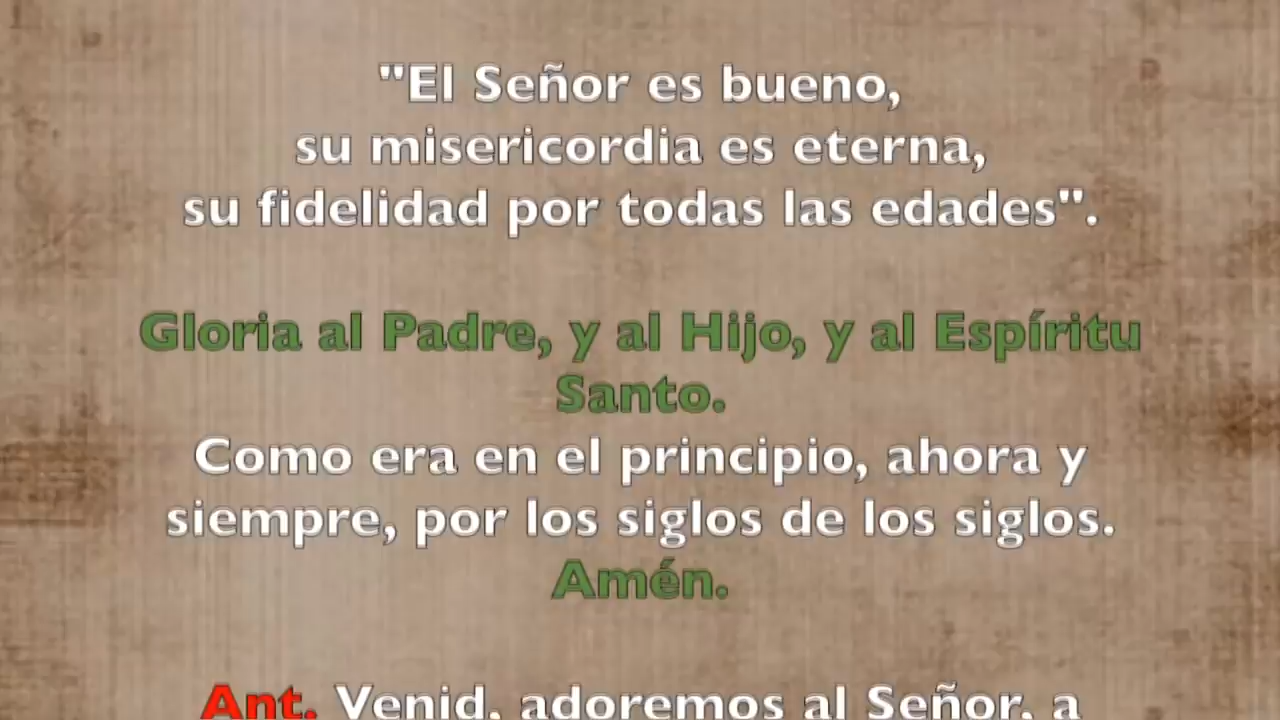 "El Señor es bueno,
su misericordia es eterna,
su fidelidad por todas las edades".
Gloria al Padre, y al Hijo, y al Espíritu
Santo.
Como era en el principio, ahora y
siempre, por los siglos de los siglos.
Amén.
Ant. Venid, adoremos al Señor, a